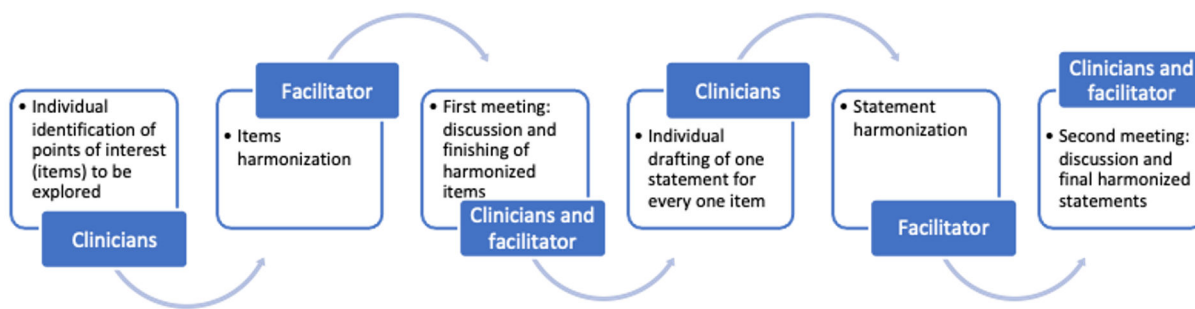 • Individual
identification of
points of interest
(items) to be
explored
Clinicians
Facilitator
• Items
harmonization
• First meeting:
discussion and
finishing of
harmonized
items
Clinicians and
facilitator
Clinicians
• Individual
drafting of one
statement for
every one item
• Statement
harmonization
Facilitator
Clinicians and
facilitator
• Second meeting:
discussion and
final harmonized
statements